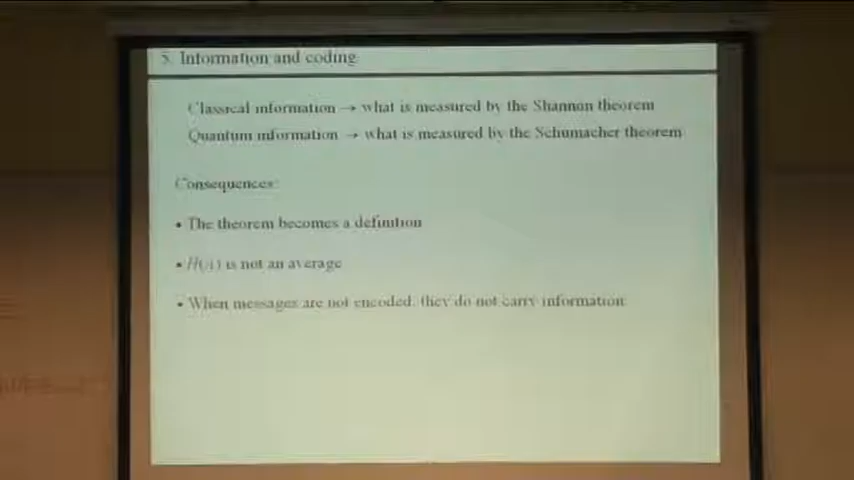 5. Information and coding
Classical information → what is measured by the Shannon theorem
Quantum information → what is measured by the Schumacher theorem
Consequences:
• The theorem becomes a definition
• H(A) is not an average
• When messages are not encoded, they do not carry information